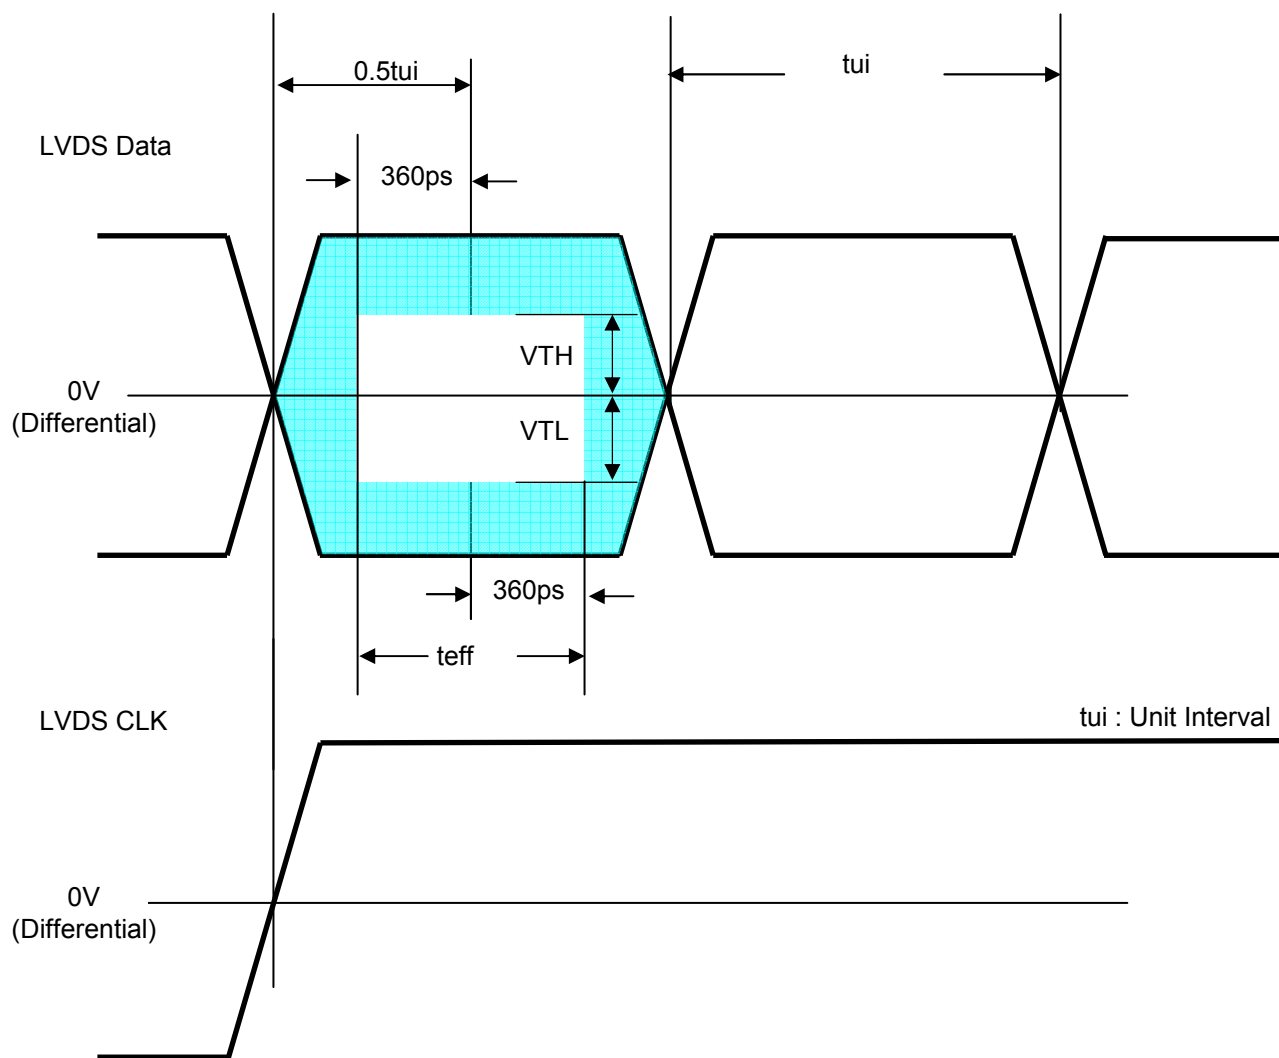 0.5tui
tui
LVDS Data
360ps
VTH
0V
(Differential)
VTL
360ps
teff
LVDS CLK
tui : Unit Interval
0V
(Differential)